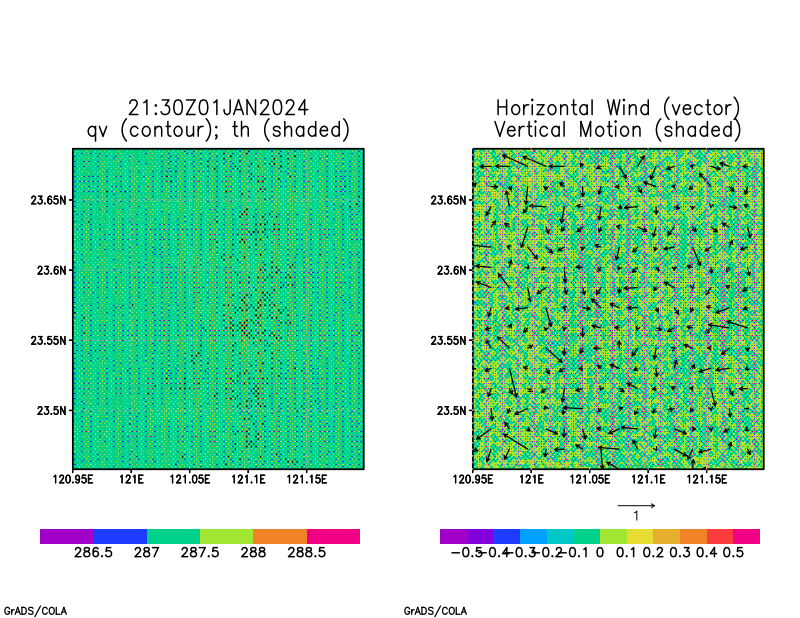 21:30Z01JAN2024
qv (contour); th (shaded)
23.65N
23.6N
23.55N
23.5N
120.95E 121E 121.05E 121.1E 121.15E
286.5 287 287.5 288 288.5
GrADS/COLA
Horizontal Wind (vector)
Vertical Motion (shaded)
23.65N
23.6N
23.55N
23.5N
120.95E 121E 121.05E 121.1E 121.15E
1
-0.5 -0.4 -0.3 -0.2 -0.1 0 0.1 0.2 0.3 0.4 0.5
GrADS/COLA